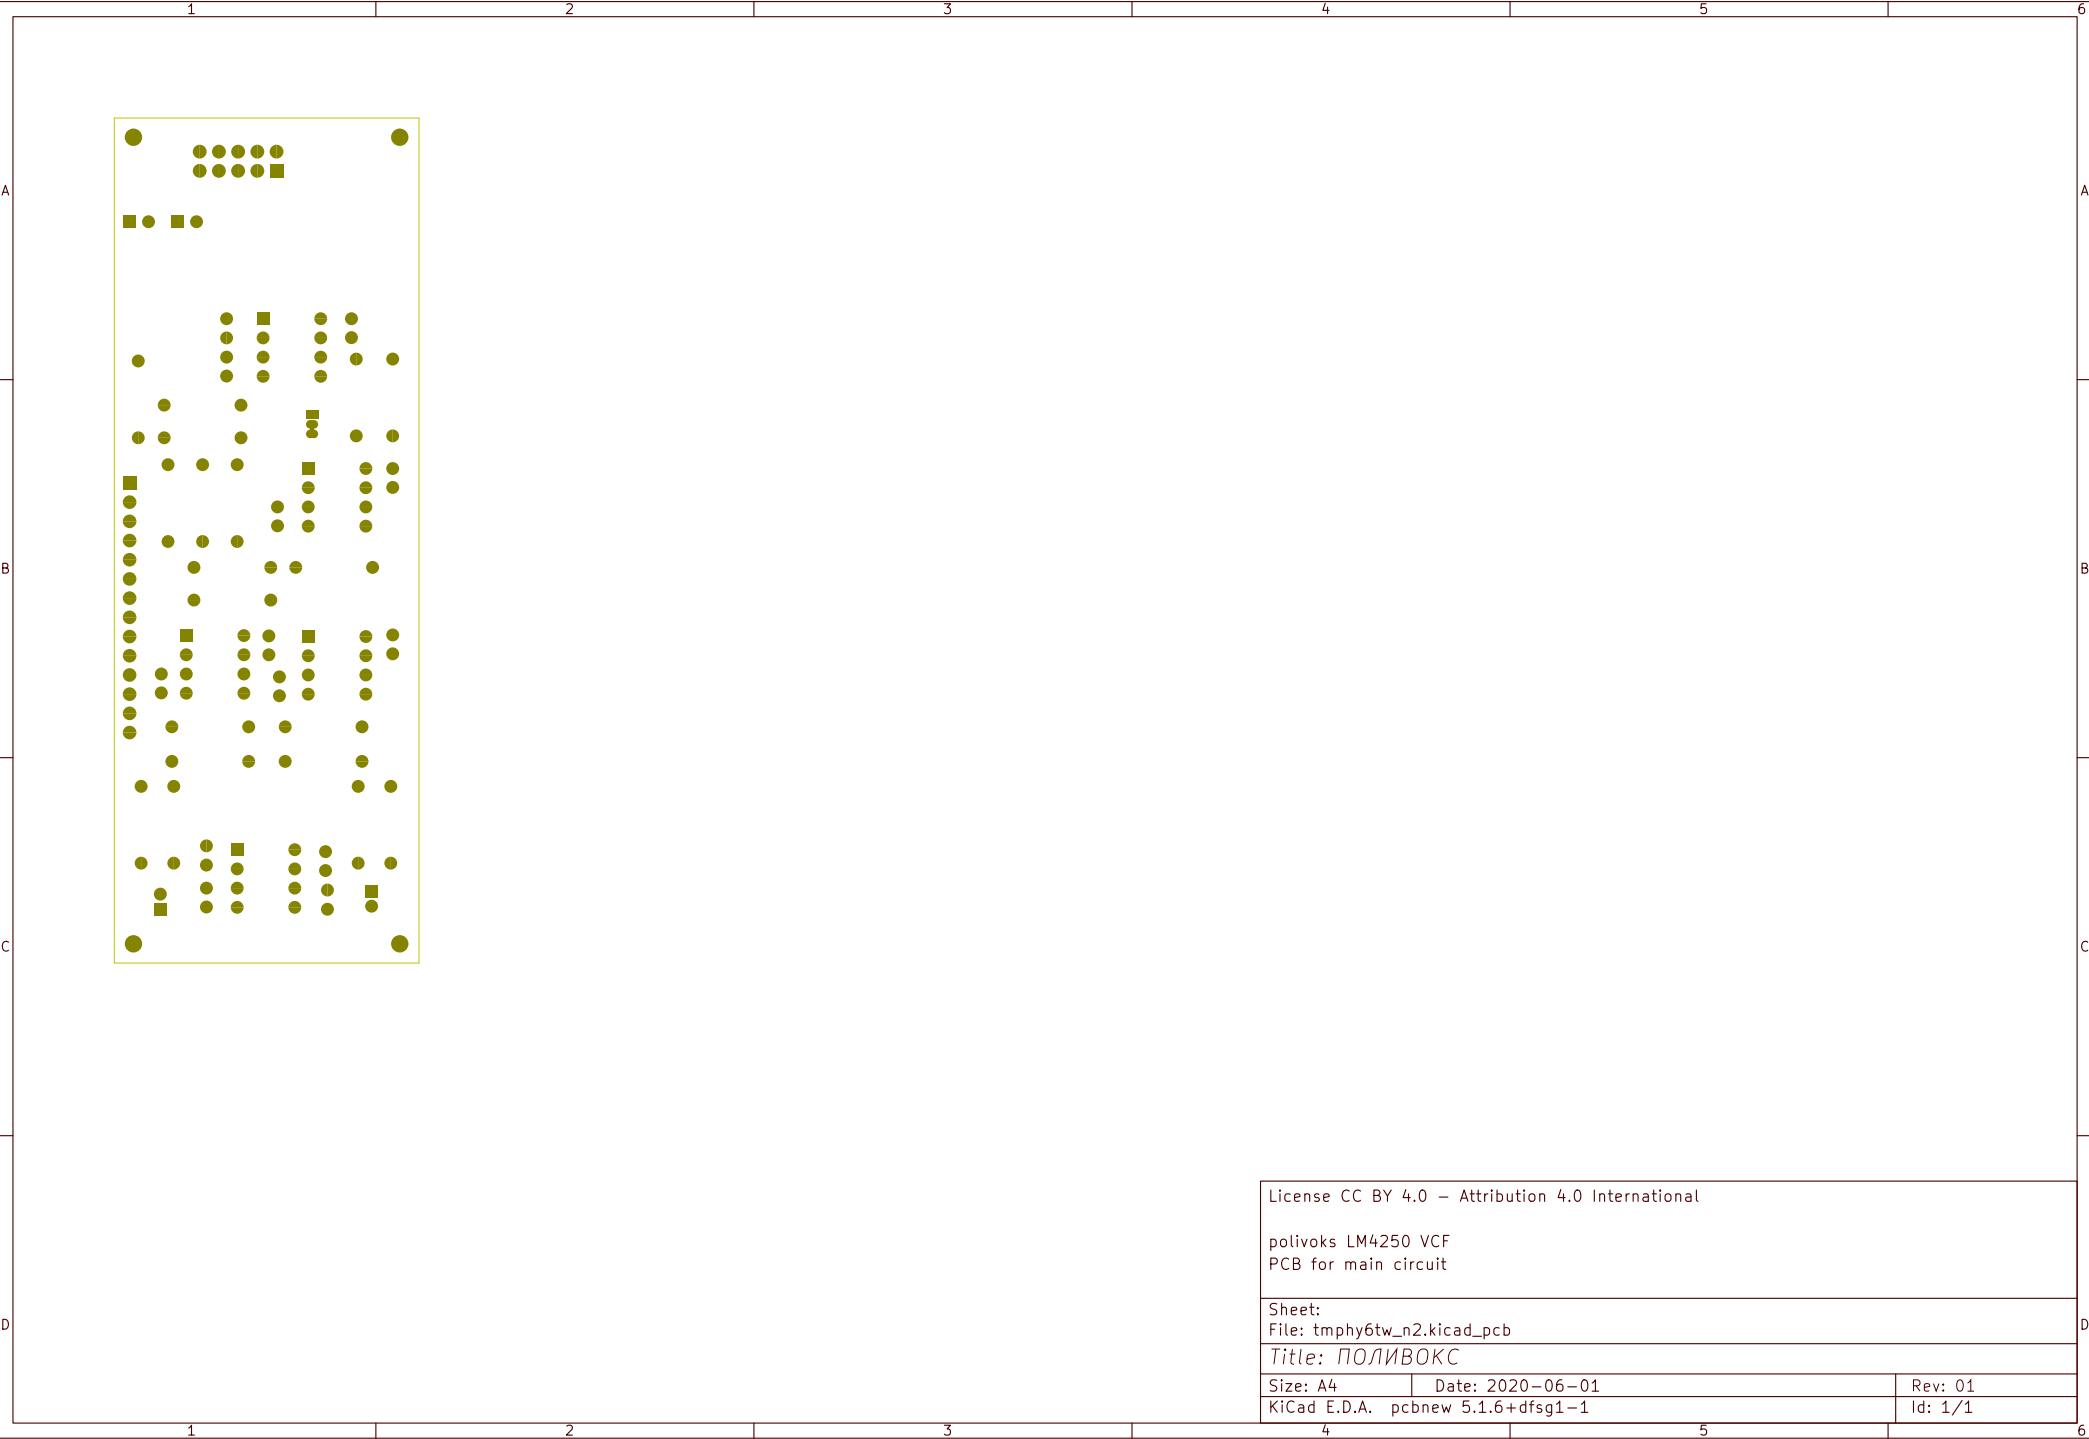 1 2 3 4 5 6
A A
B B
C C
License CC BY 4.0 – Attribution 4.0 International
polivoks LM4250 VCF
PCB for main circuit
Sheet:
D D
File: tmphy6tw_n2.kicad_pcb
Title: ПОЛИВОКС
Size: A4 Date: 2020-06-01 Rev: 01
KiCad E.D.A. pcbnew 5.1.6+dfsg1-1 Id: 1/1
1 2 3 4 5 6